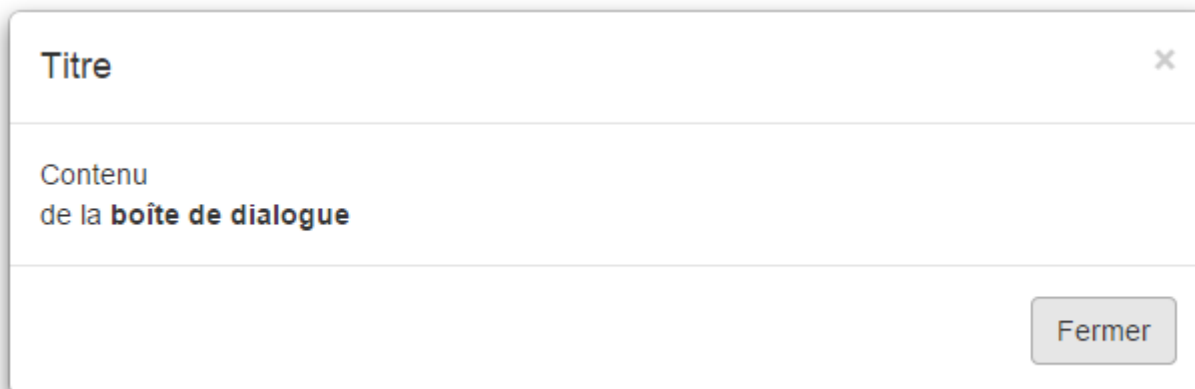 Titre
×
Contenu
de la boîte de dialogue
Fermer